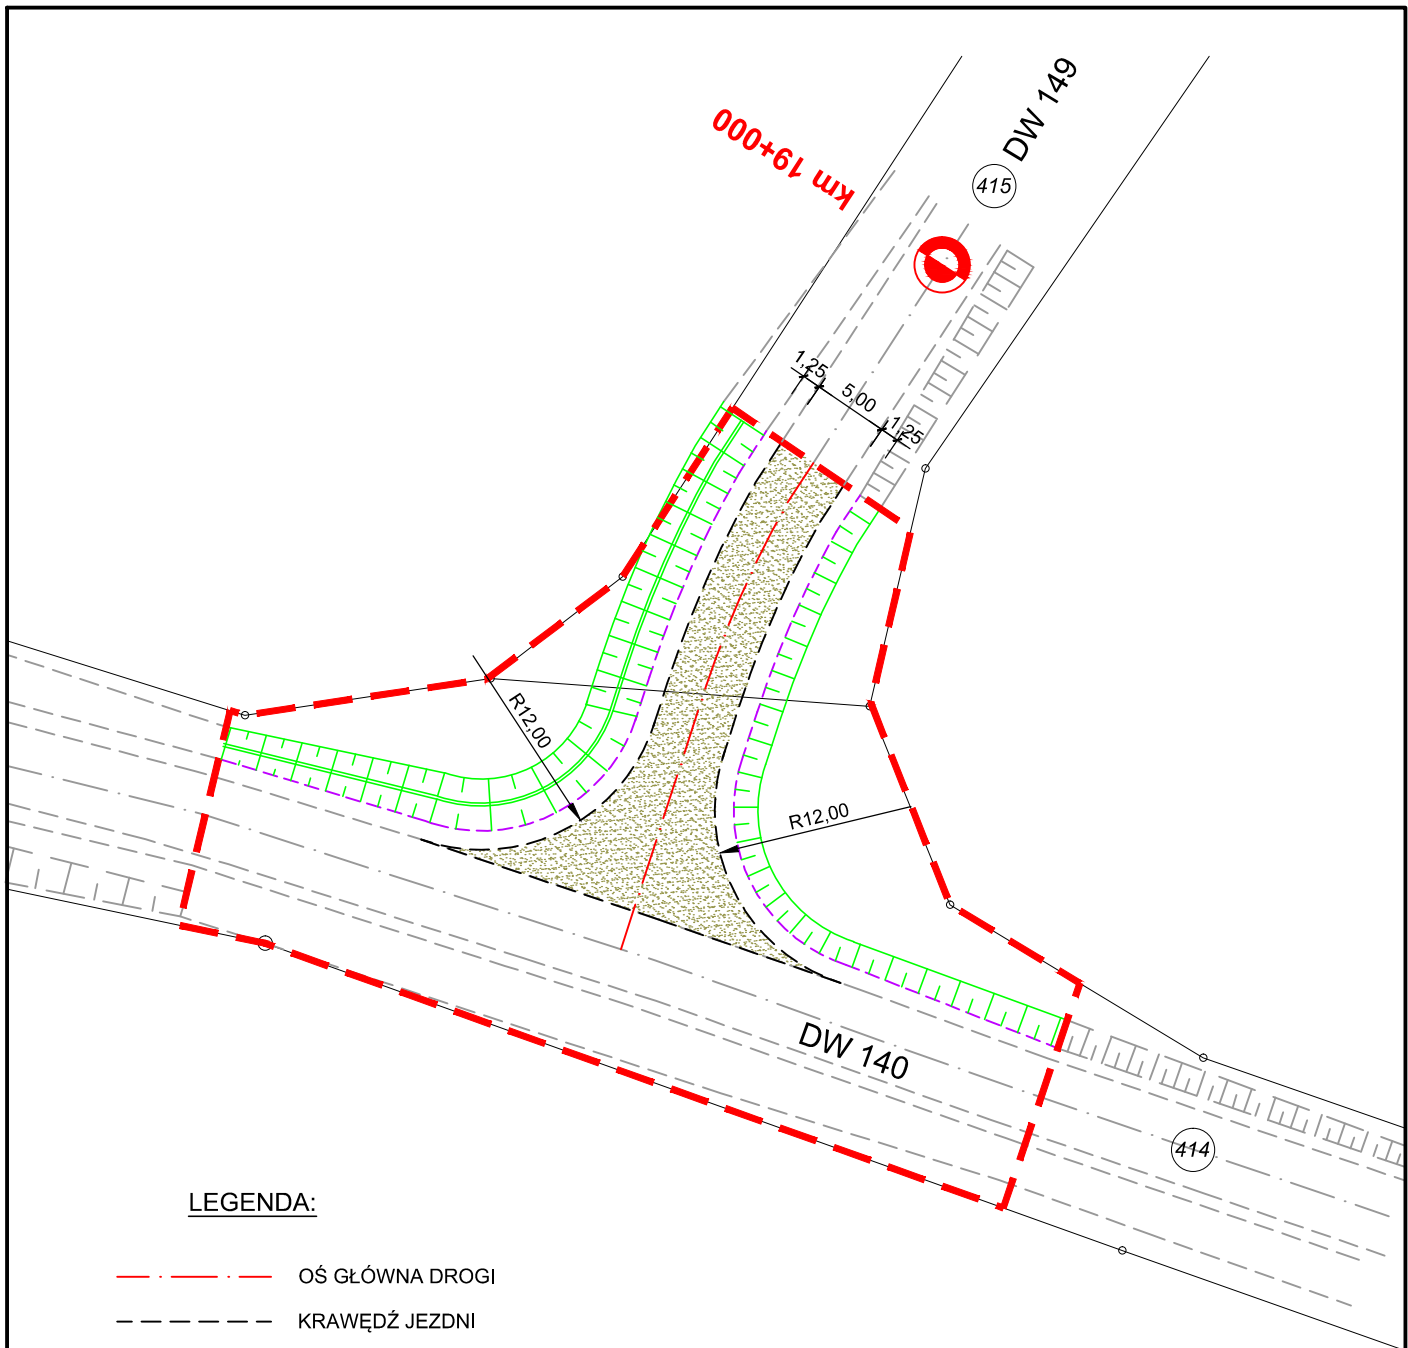 DW 149
km 19+000
415
1,25
5,00
1,25
R12,00
R12,00
DW 140
414
LEGENDA:
OŚ GŁÓWNA DROGI
KRAWĘDŹ JEZDNI